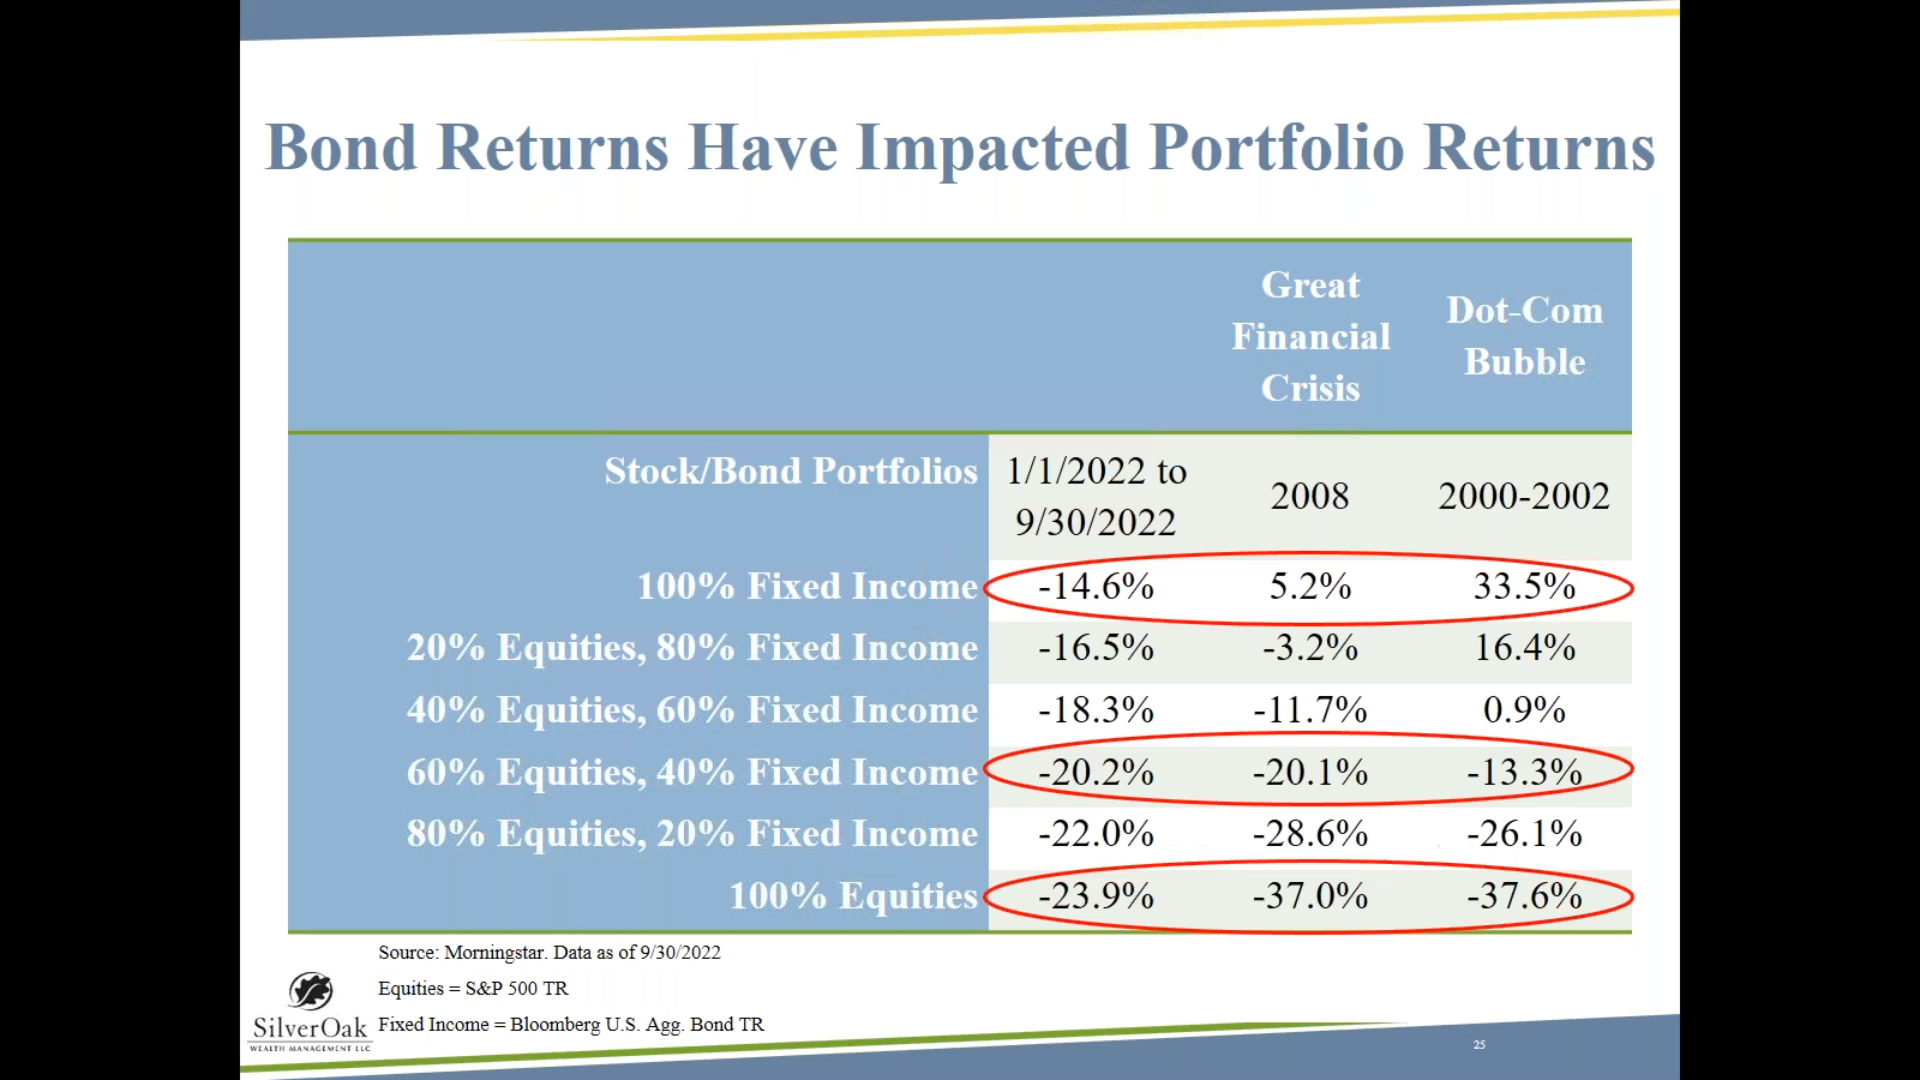 Bond Returns Have Impacted Portfolio Returns
Great
Financial
Crisis
Dot-Com
Bubble
Stock/Bond Portfolios
1/1/2022 to
9/30/2022
2008
2000-2002
100% Fixed Income -14.6% 5.2% 33.5%
20% Equities, 80% Fixed Income -16.5% -3.2% 16.4%
40% Equities, 60% Fixed Income -18.3% -11.7% 0.9%
60% Equities, 40% Fixed Income -20.2% -20.1% -13.3%
80% Equities, 20% Fixed Income -22.0% -28.6% -26.1%
100% Equities -23.9% -37.0% -37.6%
Source: Morningstar. Data as of 9/30/2022
Equities = S&P 500 TR
Fixed Income = Bloomberg U.S. Agg. Bond TR
SilverOak
WEALTH MANAGEMENT LLC
25